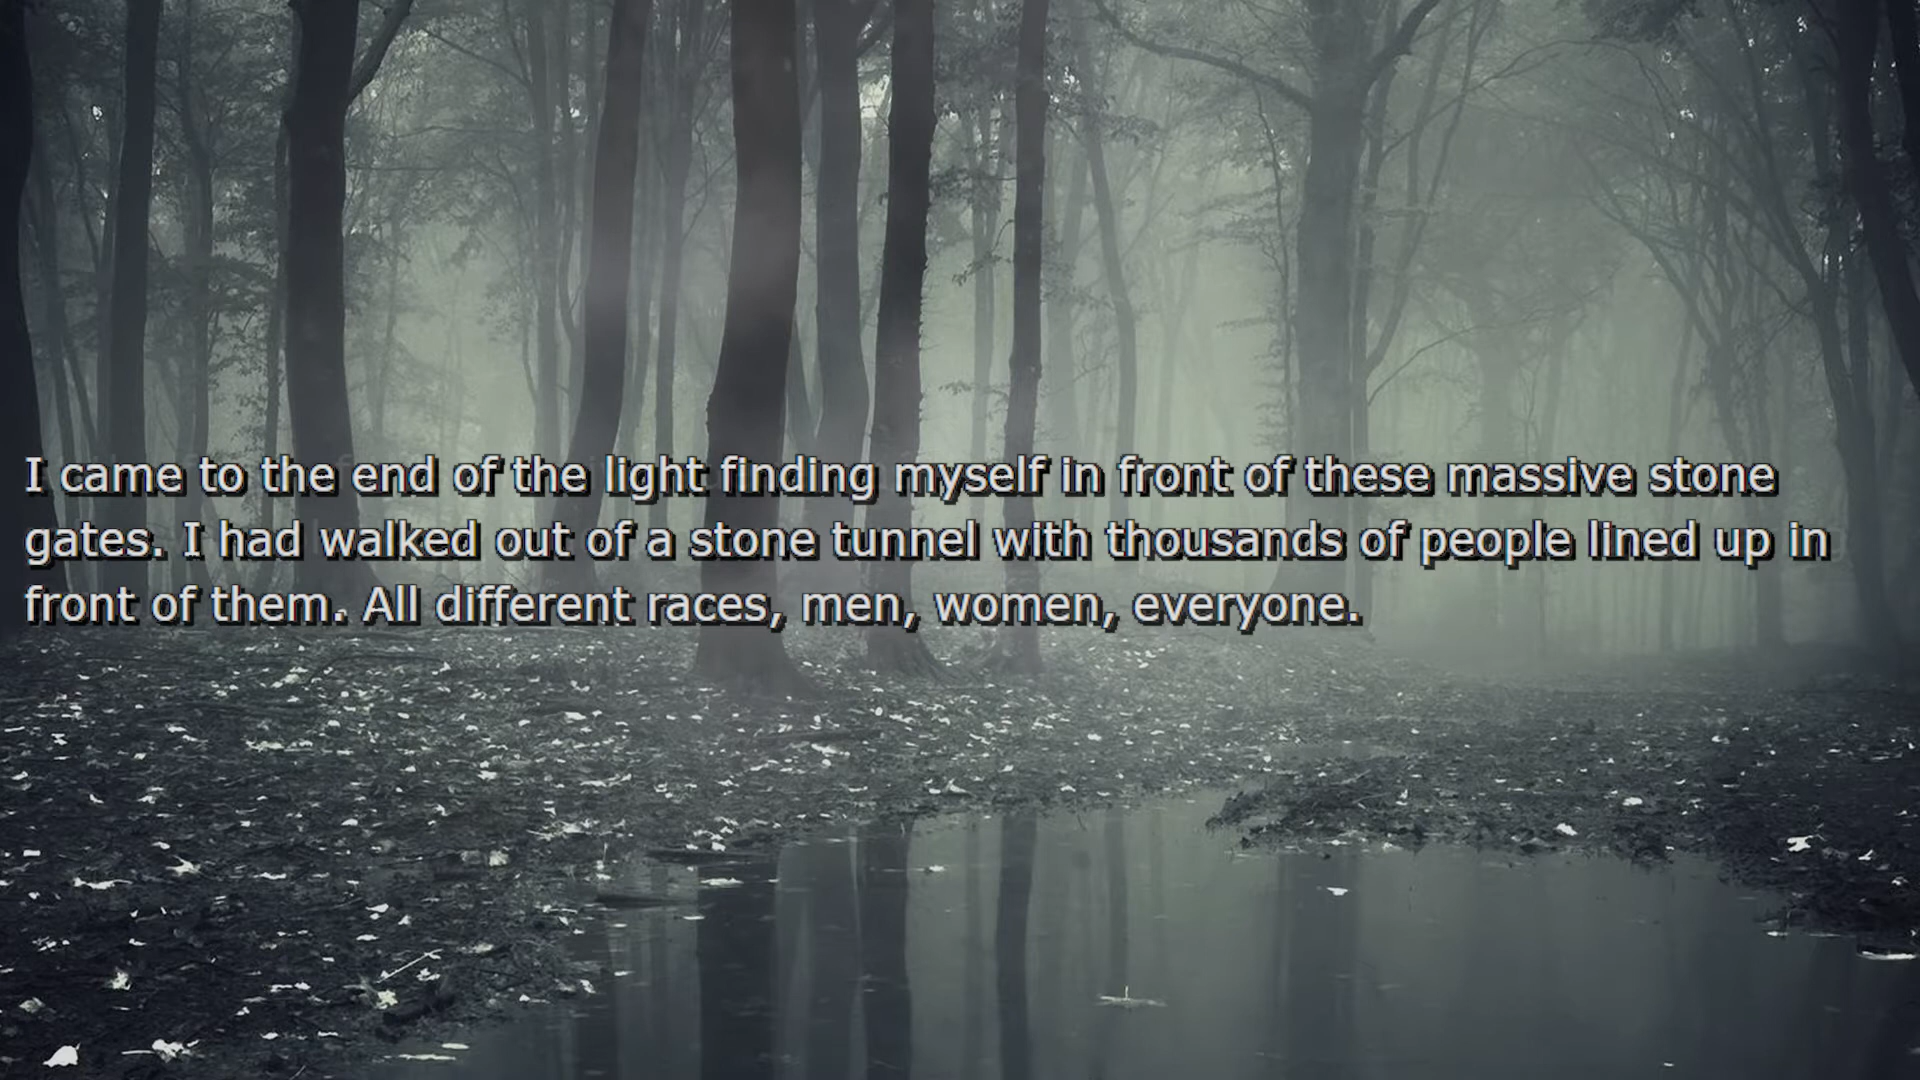 I came to the end of the light finding myself in front of these massive stone
gates. I had walked out of a stone tunnel with thousands of people lined up in
front of them. All different races, men, women, everyone.